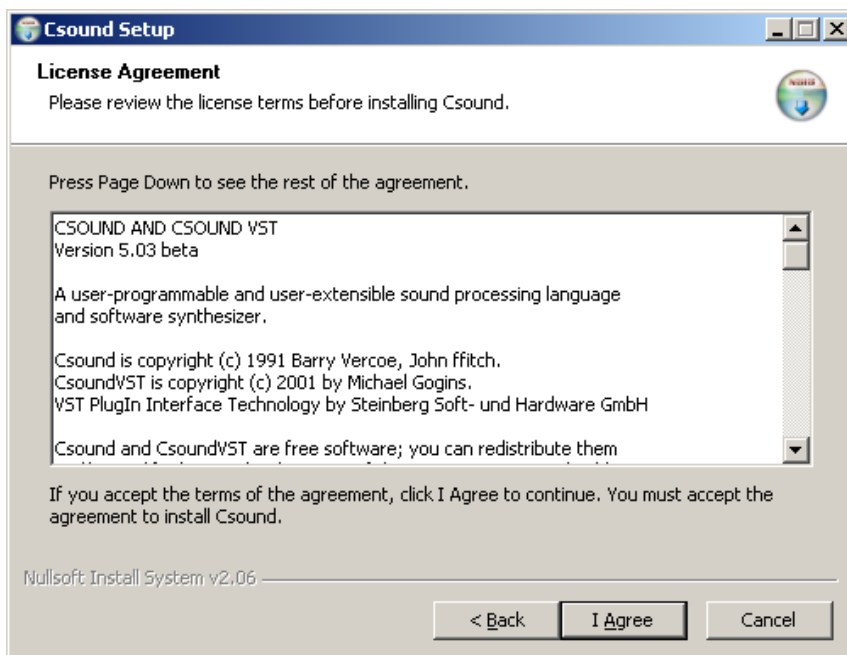 Csound Setup
License Agreement
Please review the license terms before installing Csound.
Press Page Down to see the rest of the agreement.
CSOUND AND CSOUND VST
Version 5.03 beta
A user-programmable and user-extensible sound processing language
and software synthesizer.
Csound is copyright (c) 1991 Barry Vercoe, John ffitch.
CsoundVST is copyright (c) 2001 by Michael Gogins.
VST PlugIn Interface Technology by Steinberg Soft- und Hardware GmbH
Csound and CsoundVST are free software; you can redistribute them
If you accept the terms of the agreement, click I Agree to continue. You must accept the
agreement to install Csound.
Nullsoft Install System v2.06
< Back
I Agree
Cancel